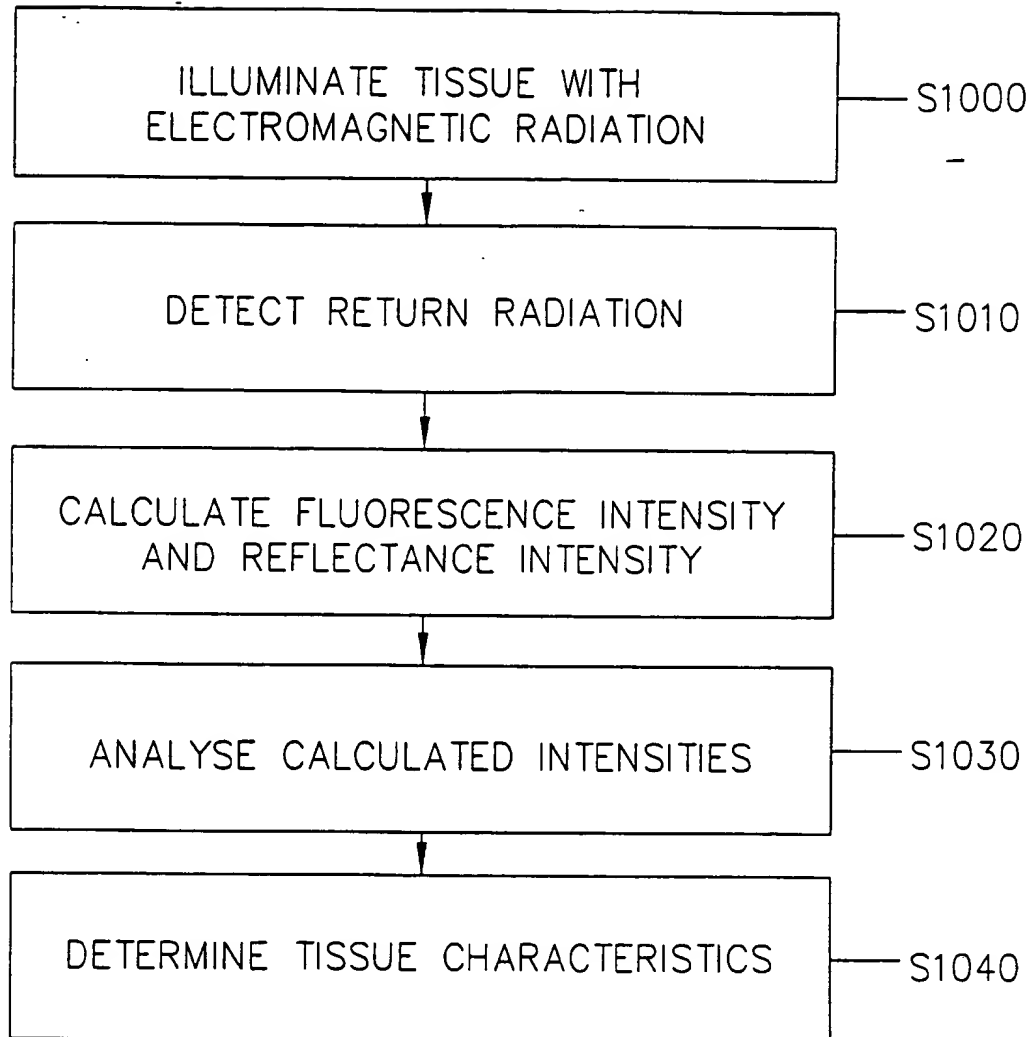 ILLUMINATE TISSUE WITH
ELECTROMAGNETIC RADIATION
S1000
DETECT RETURN RADIATION
S1010
CALCULATE FLUORESCENCE INTENSITY
AND REFLECTANCE INTENSITY
S1020
ANALYSE CALCULATED INTENSITIES
S1030
DETERMINE TISSUE CHARACTERISTICS
S1040